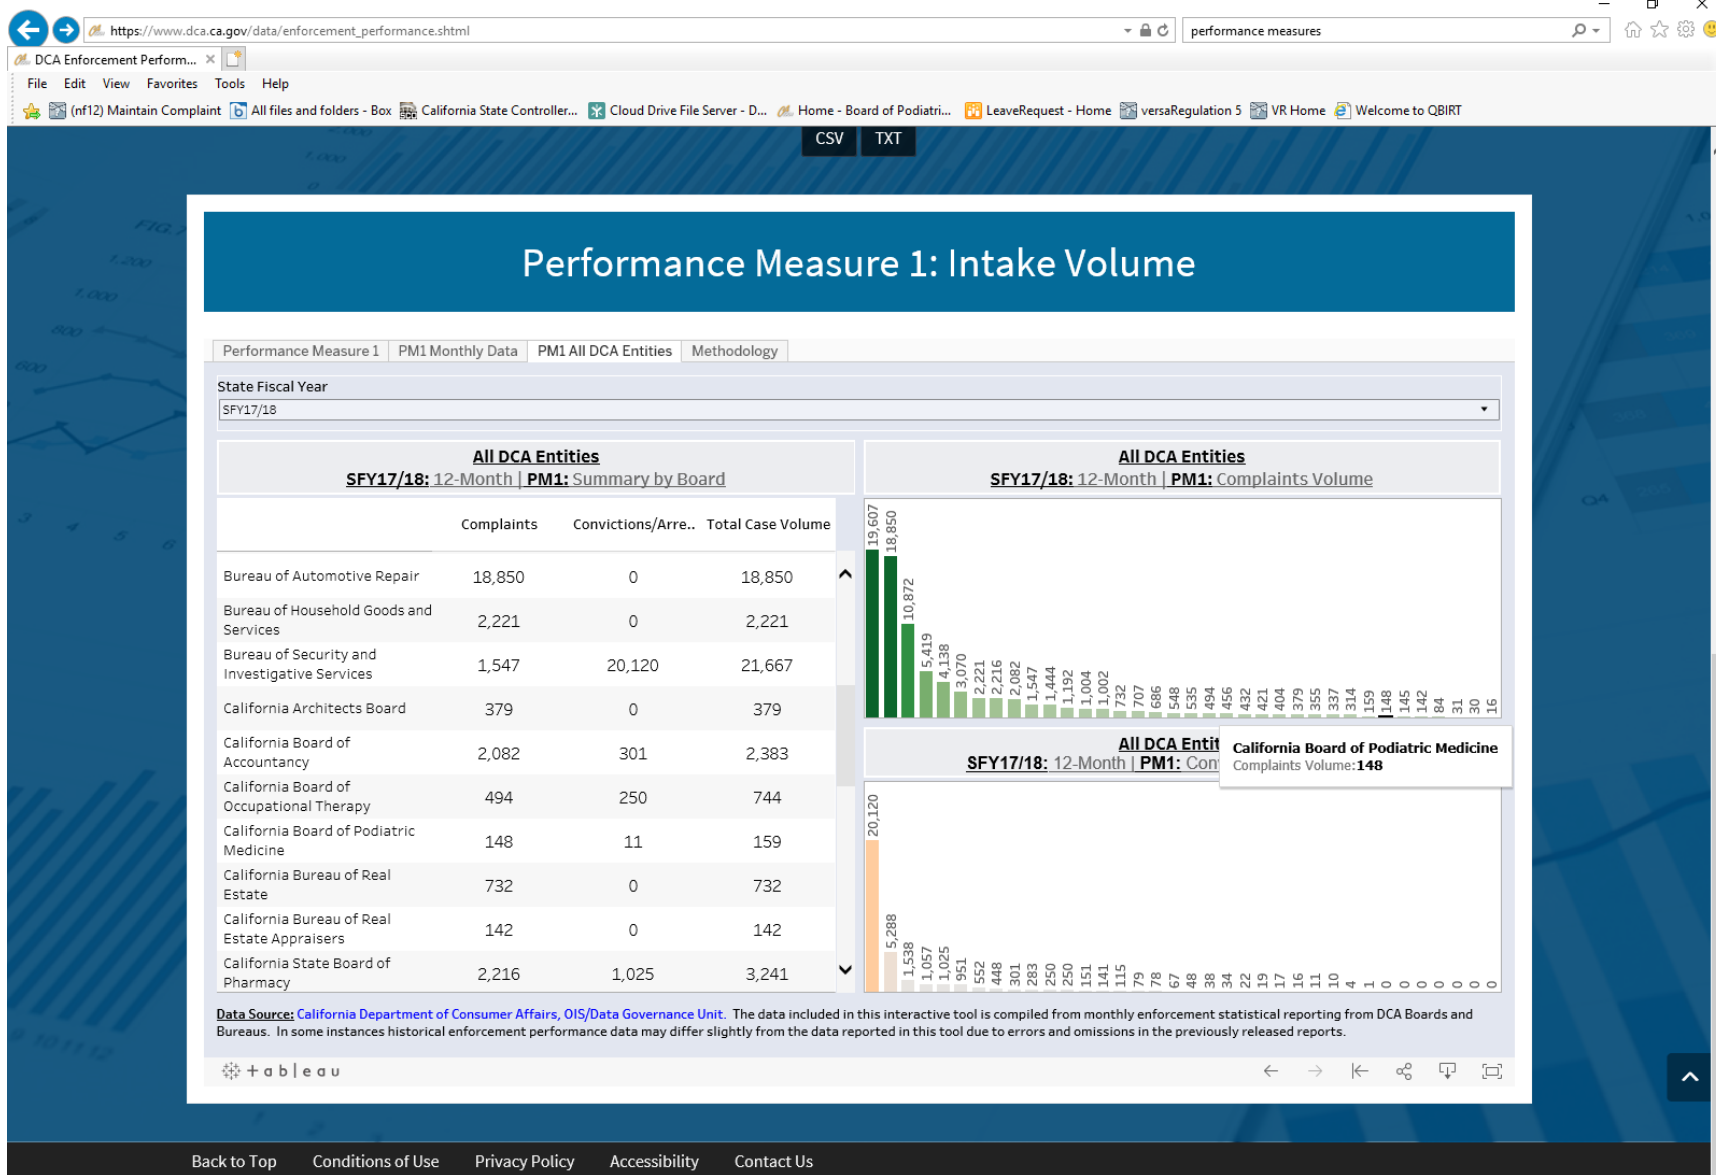 https://www.dca.ca.gov/data/enforcement_performance.shtml
performance measures
DCA Enforcement Perform...
File Edit View Favorites Tools Help
(nf12) Maintain Complaint All files and folders - Box California State Controller... Cloud Drive File Server - D... Home - Board of Podiatri... LeaveRequest - Home versaRegulation 5 VR Home Welcome to QBIRT
CSV TXT
Performance Measure 1: Intake Volume
Performance Measure 1 PM1 Monthly Data PM1 All DCA Entities Methodology
State Fiscal Year
SFY17/18
All DCA Entities
SFY17/18: 12-Month | PM1: Summary by Board
Complaints Convictions/Arre.. Total Case Volume
Bureau of Automotive Repair 18,850 0 18,850
Bureau of Household Goods and
Services 2,221 0 2,221
Bureau of Security and
Investigative Services 1,547 20,120 21,667
California Architects Board 379 0 379
California Board of
Accountancy 2,082 301 2,383
California Board of
Occupational Therapy 494 250 744
California Board of Podiatric
Medicine 148 11 159
California Bureau of Real
Estate 732 0 732
California Bureau of Real
Estate Appraisers 142 0 142
California State Board of
Pharmacy 2,216 1,025 3,241
All DCA Entities
SFY17/18: 12-Month | PM1: Complaints Volume
19,607 18,850 10,872 5,419 4,138 3,070 2,221 2,216 2,082 1,547 1,444 1,192 1,004 1,002 732 707 686 548 535 494 456 432 421 404 379 355 337 314 159 148 145 142 84 31 30 16
All DCA Entit
SFY17/18: 12-Month | PM1: Con
California Board of Podiatric Medicine
Complaints Volume:148
20,120 5,288 1,538 1,057 1,025 951 552 448 301 283 250 250 151 141 115 79 78 67 48 38 34 22 19 17 16 11 10 4 1 0 0 0 0 0 0 0
Data Source: California Department of Consumer Affairs, OIS/Data Governance Unit. The data included in this interactive tool is compiled from monthly enforcement statistical reporting from DCA Boards and
Bureaus. In some instances historical enforcement performance data may differ slightly from the data reported in this tool due to errors and omissions in the previously released reports.
+ableau
Back to Top Conditions of Use Privacy Policy Accessibility Contact Us